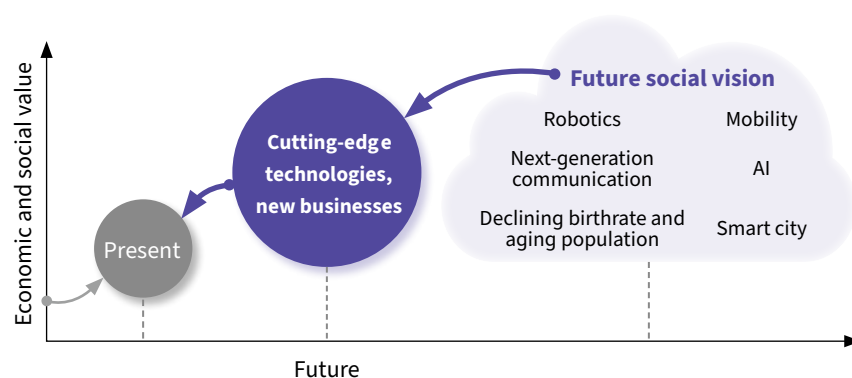 Economic and social value
Present
Cutting-edge
technologies,
new businesses
Future social vision
Robotics
Mobility
Next-generation
communication
AI
Declining birthrate and
aging population
Smart city
Future